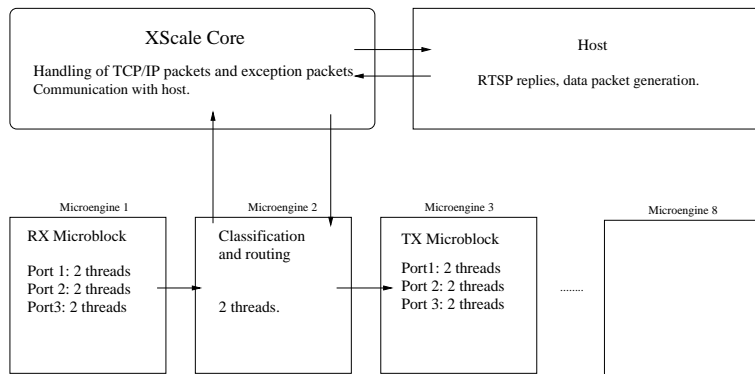 XScale Core
Handling of TCP/IP packets and exception packets
Communication with host.
Host
RTSP replies, data packet generation.
Microengine 1
RX Microblock
Port 1: 2 threads
Port 2: 2 threads
Port3: 2 threads
Microengine 2
Classification
and routing
2 threads.
Microengine 3
TX Microblock
Port1: 2 threads
Port 2: 2 threads
Port 3: 2 threads
........
Microengine 8